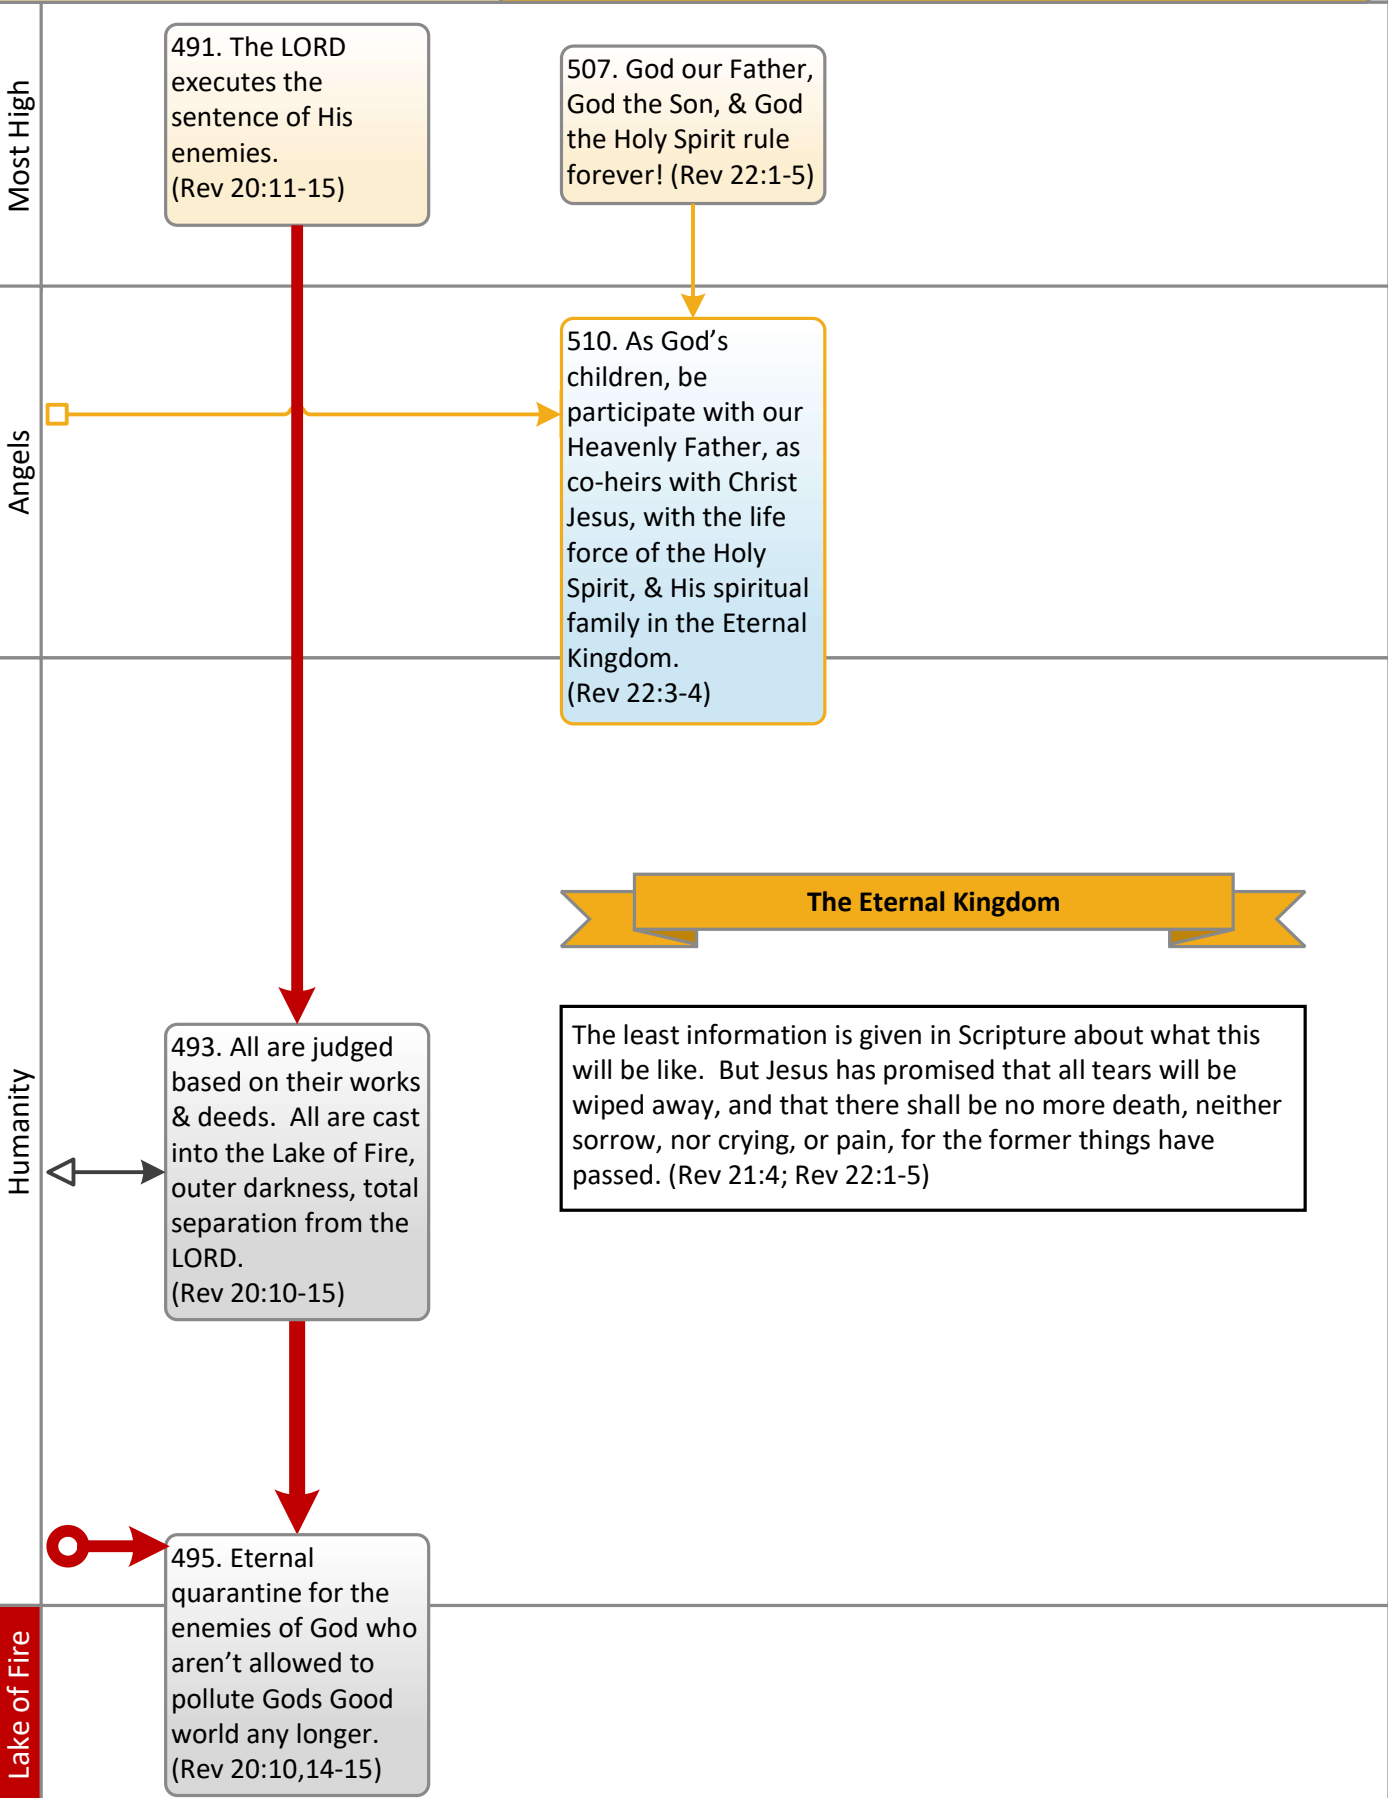 Most High
491. The LORD
executes the
sentence of His
enemies.
(Rev 20:11-15)
507. God our Father,
God the Son, & God
the Holy Spirit rule
forever! (Rev 22:1-5)
Angels
510. As God’s
children, be
participate with our
Heavenly Father, as
co-heirs with Christ
Jesus, with the life
force of the Holy
Spirit, & His spiritual
family in the Eternal
Kingdom.
(Rev 22:3-4)
Humanity
The Eternal Kingdom
The least information is given in Scripture about what this
will be like.  But Jesus has promised that all tears will be
wiped away, and that there shall be no more death, neither
sorrow, nor crying, or pain, for the former things have
passed. (Rev 21:4; Rev 22:1-5)
493. All are judged
based on their works
& deeds.  All are cast
into the Lake of Fire,
outer darkness, total
separation from the
LORD.
(Rev 20:10-15)
Lake of Fire
495. Eternal
quarantine for the
enemies of God who
aren’t allowed to
pollute Gods Good
world any longer.
(Rev 20:10,14-15)